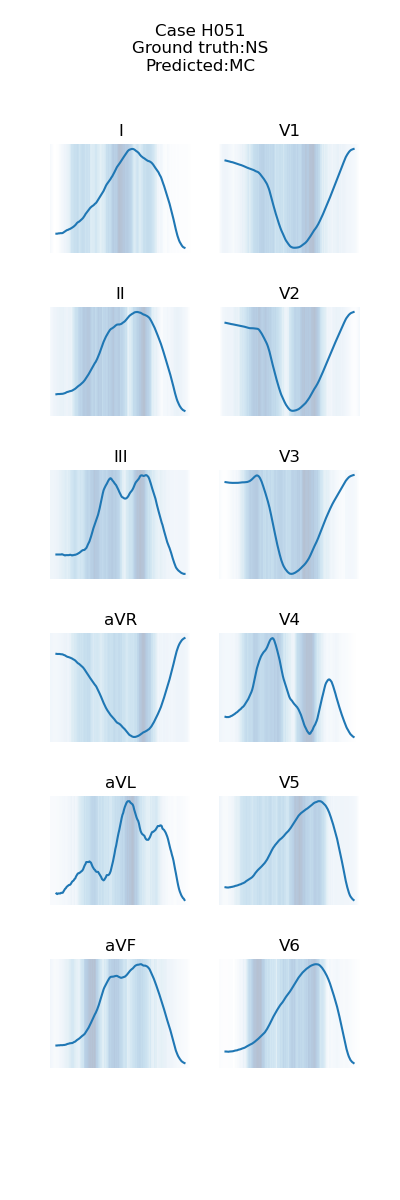 Case H051
Ground truth:NS
Predicted:MC
I
V1
II
V2
III
V3
aVR
V4
aVL
V5
aVF
V6